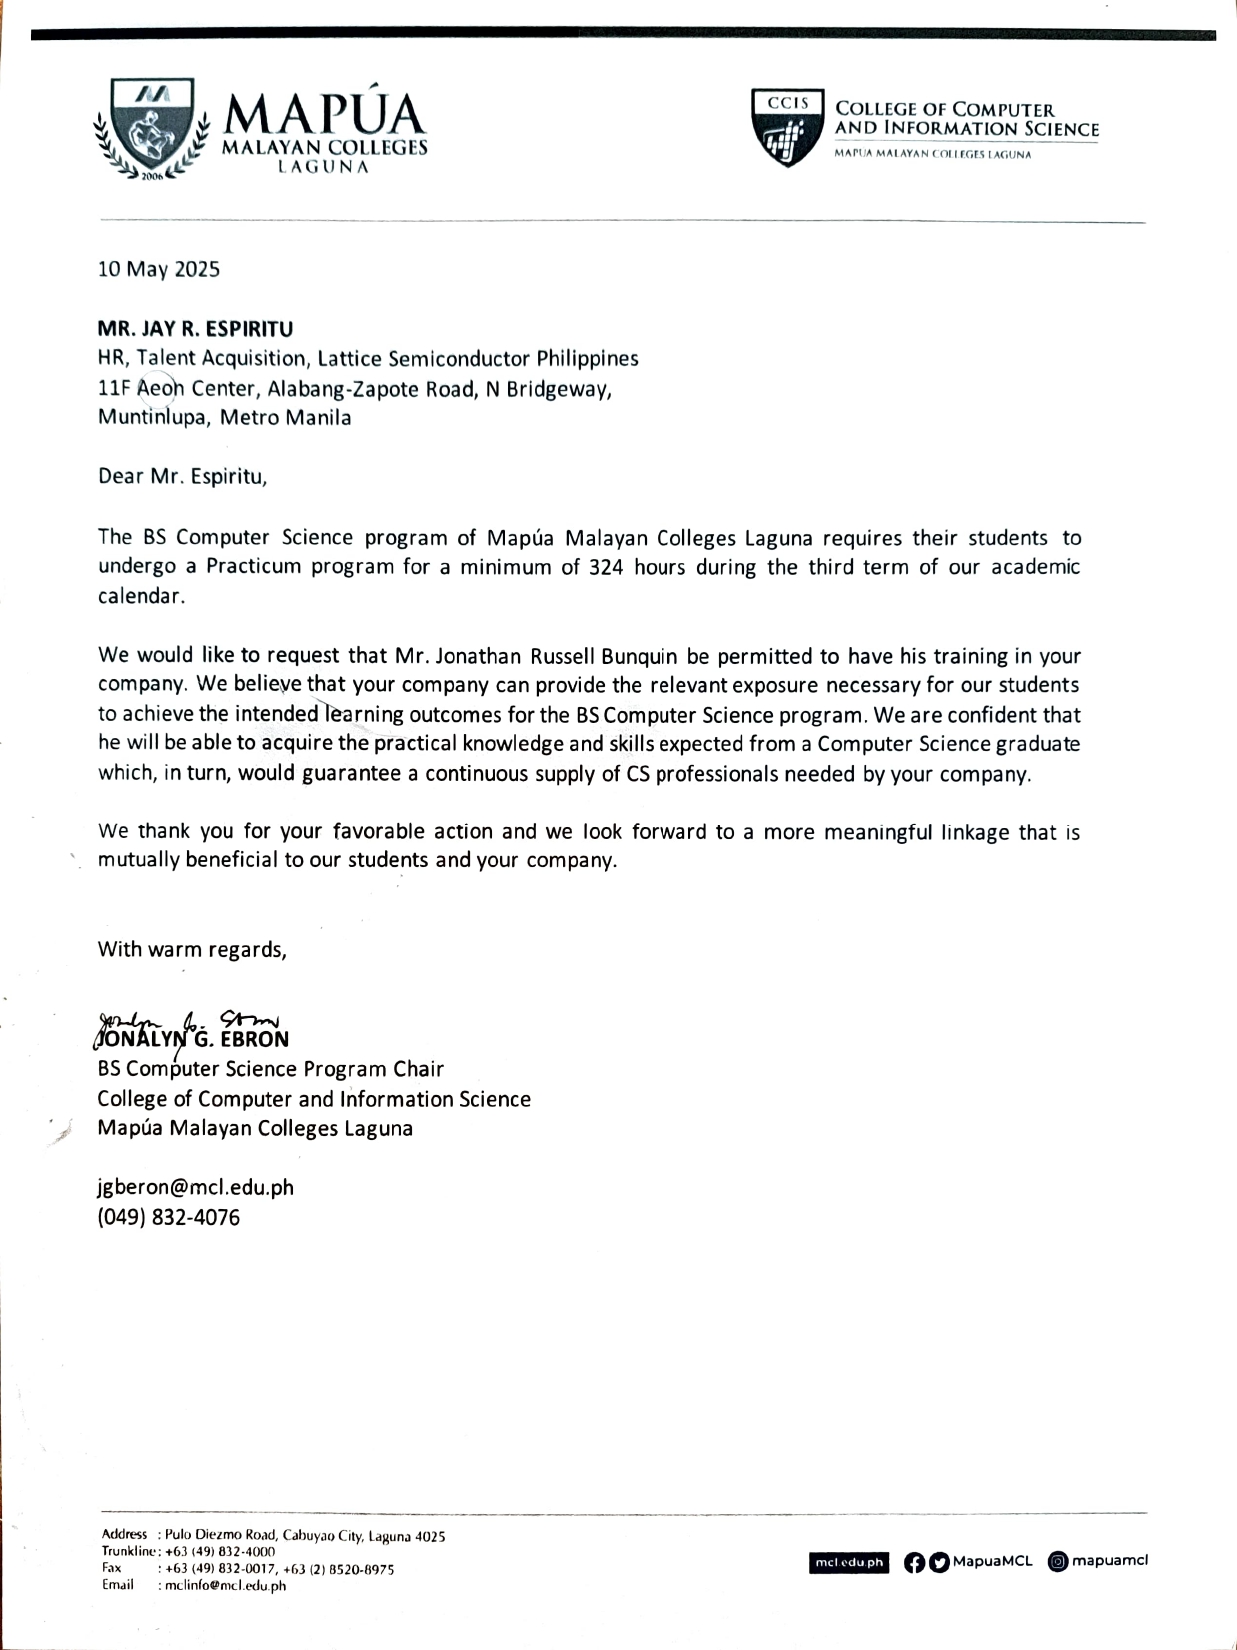 MAPÚA
MALAYAN COLLEGES
LAGUNA
2006
CCIS
COLLEGE OF COMPUTER
AND INFORMATION SCIENCE
MAPUA MALAYAN COLLEGES LAGUNA
10 May 2025
MR. JAY R. ESPIRITU
HR, Talent Acquisition, Lattice Semiconductor Philippines
11F Aeon Center, Alabang-Zapote Road, N Bridgeway,
Muntinlupa, Metro Manila
Dear Mr. Espiritu,
The BS Computer Science program of Mapúa Malayan Colleges Laguna requires their students to
undergo a Practicum program for a minimum of 324 hours during the third term of our academic
calendar.
We would like to request that Mr. Jonathan Russell Bunquin be permitted to have his training in your
company. We believe that your company can provide the relevant exposure necessary for our students
to achieve the intended learning outcomes for the BS Computer Science program. We are confident that
he will be able to acquire the practical knowledge and skills expected from a Computer Science graduate
which, in turn, would guarantee a continuous supply of CS professionals needed by your company.
We thank you for your favorable action and we look forward to a more meaningful linkage that is
mutually beneficial to our students and your company.
With warm regards,
JONALYN G. EBRON
BS Computer Science Program Chair
College of Computer and Information Science
Mapúa Malayan Colleges Laguna
jgberon@mcl.edu.ph
(049) 832-4076
Address : Pulo Diezmo Road, Cabuyao City, Laguna 4025
Trunkline : +63 (49) 832-4000
Fax : +63 (49) 832-0017, +63 (2) 8520-8975
Email : mclinfo@mcl.edu.ph
mcl.edu.ph MapuaMCL mapuamcl